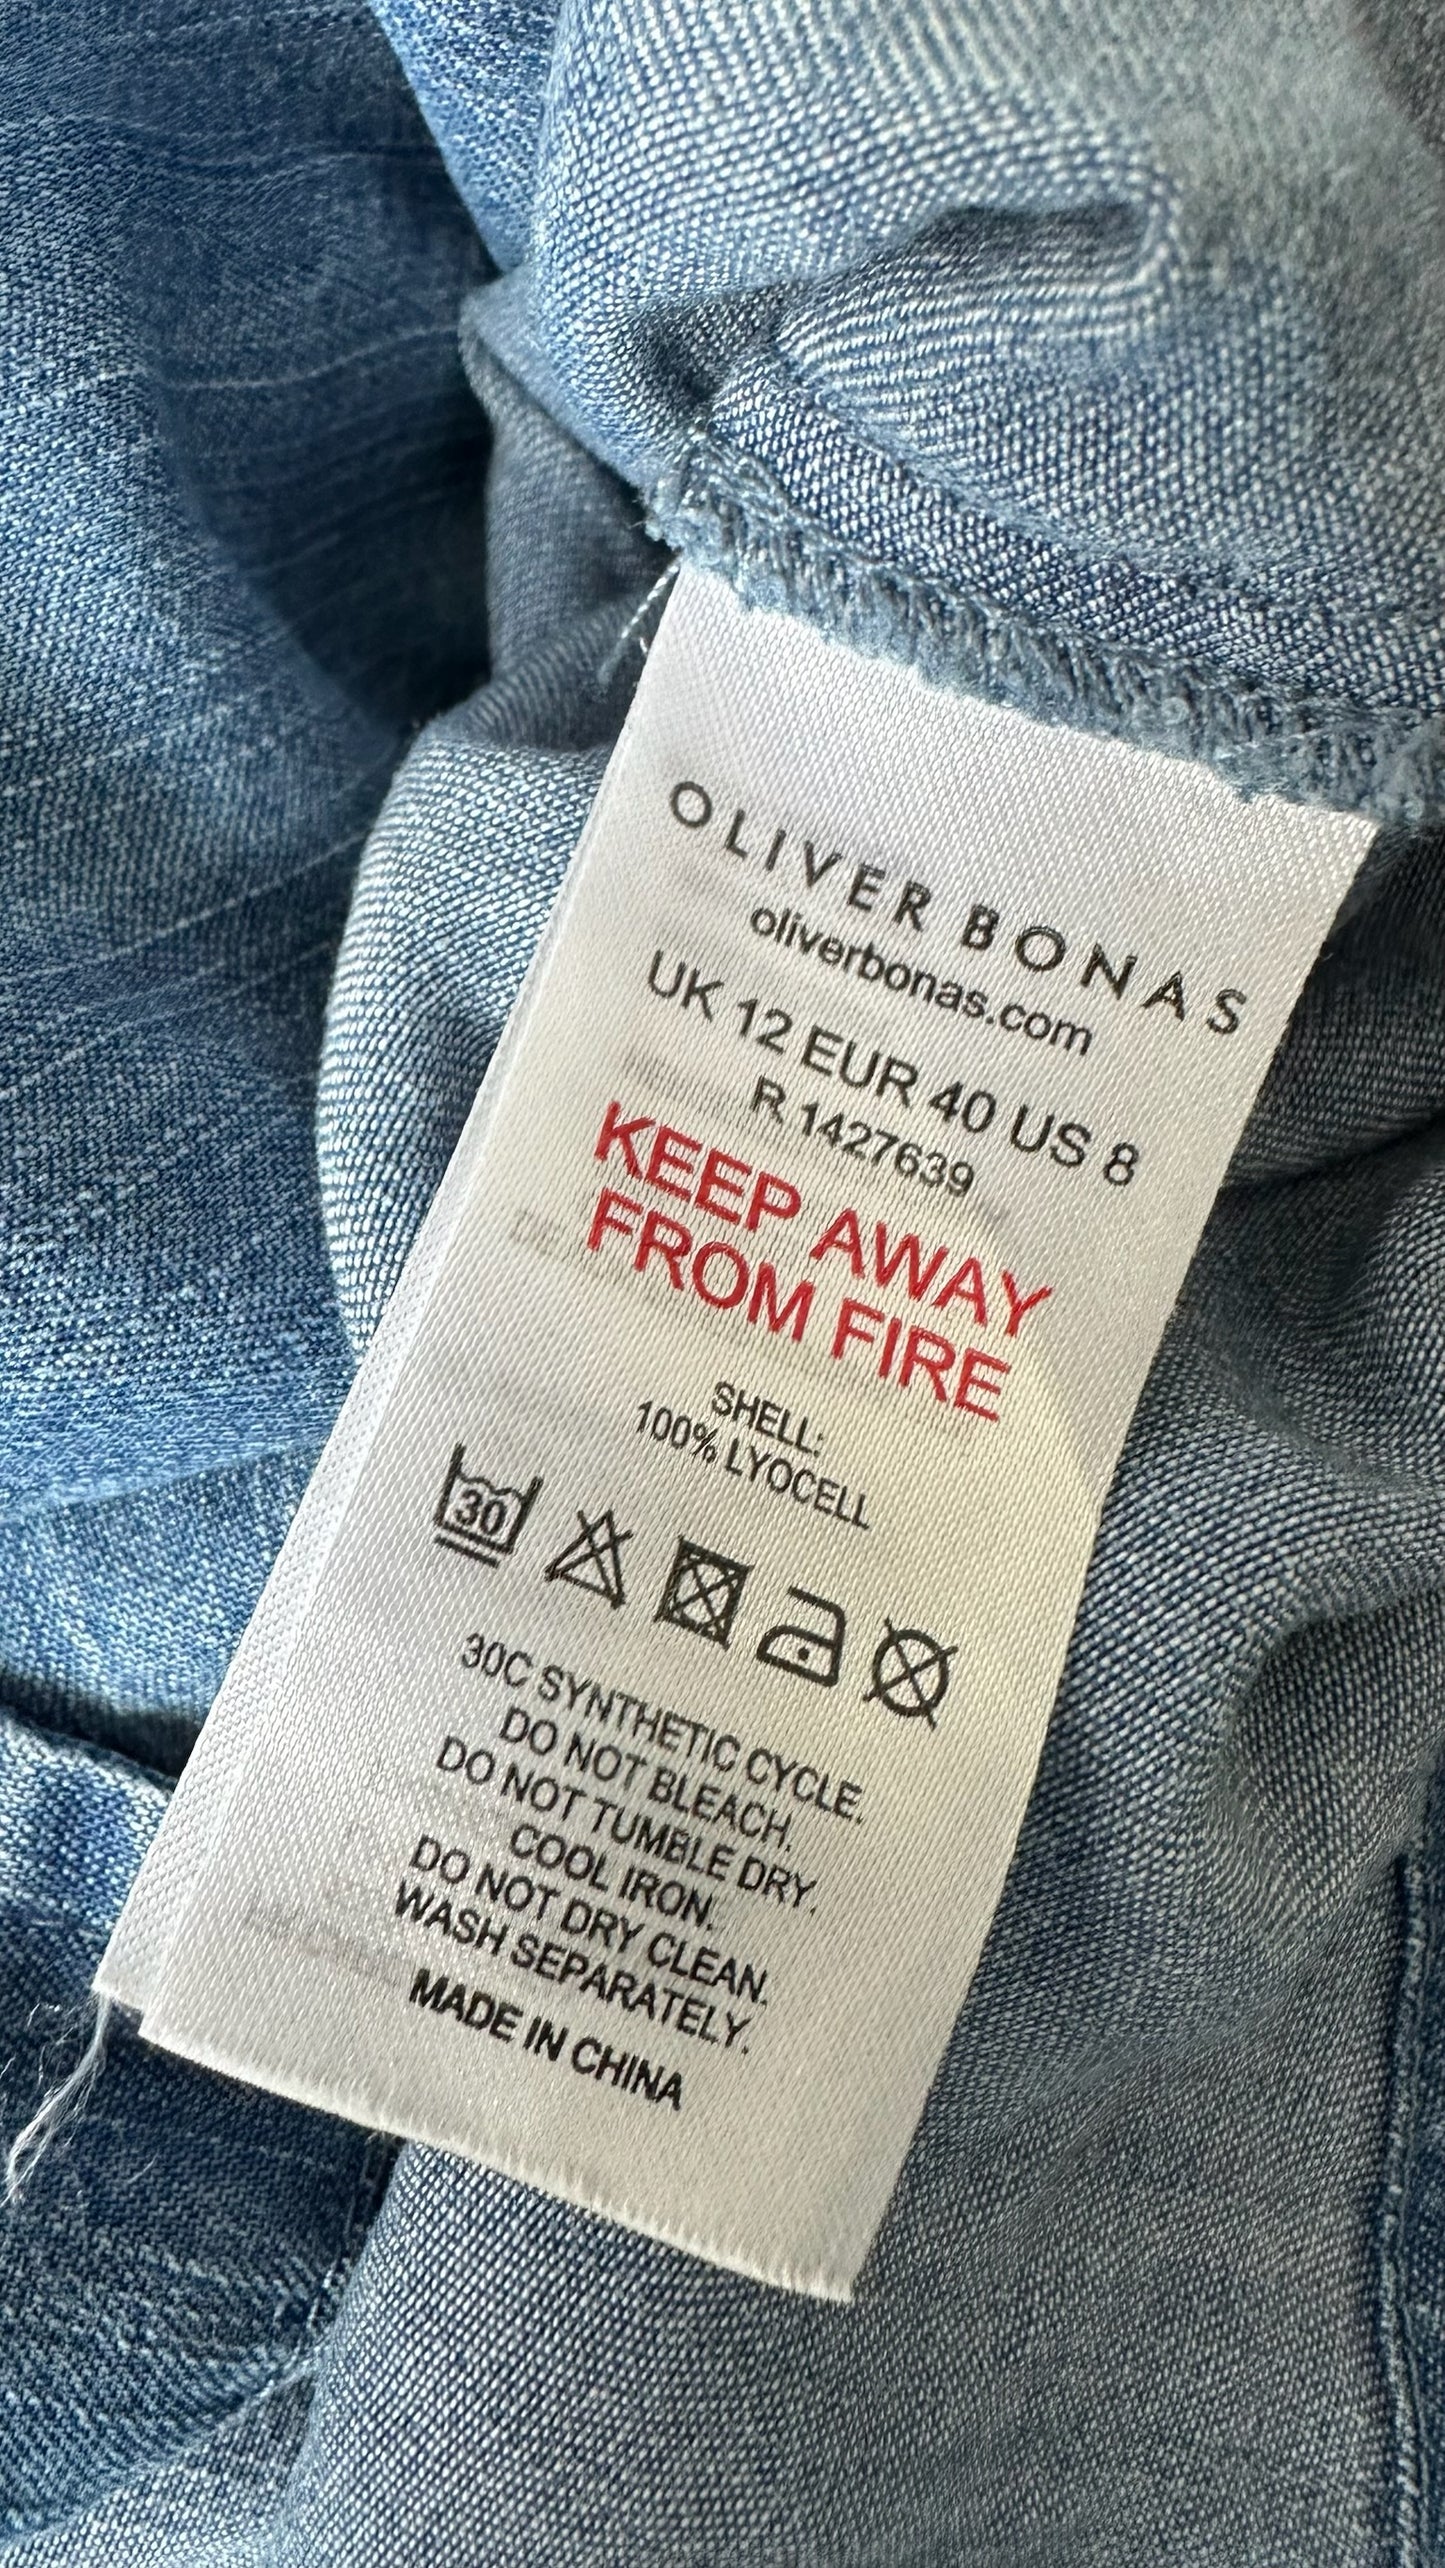 OLIVER BONAS
oliverbonas.com
UK 12 EUR 40 US 8
R 1427639
KEEP AWAY
FROM FIRE
SHELL:
100% LYOCELL
30
30C SYNTHETIC CYCLE.
DO NOT BLEACH.
DO NOT TUMBLE DRY.
COOL IRON.
DO NOT DRY CLEAN.
WASH SEPARATELY.
MADE IN CHINA